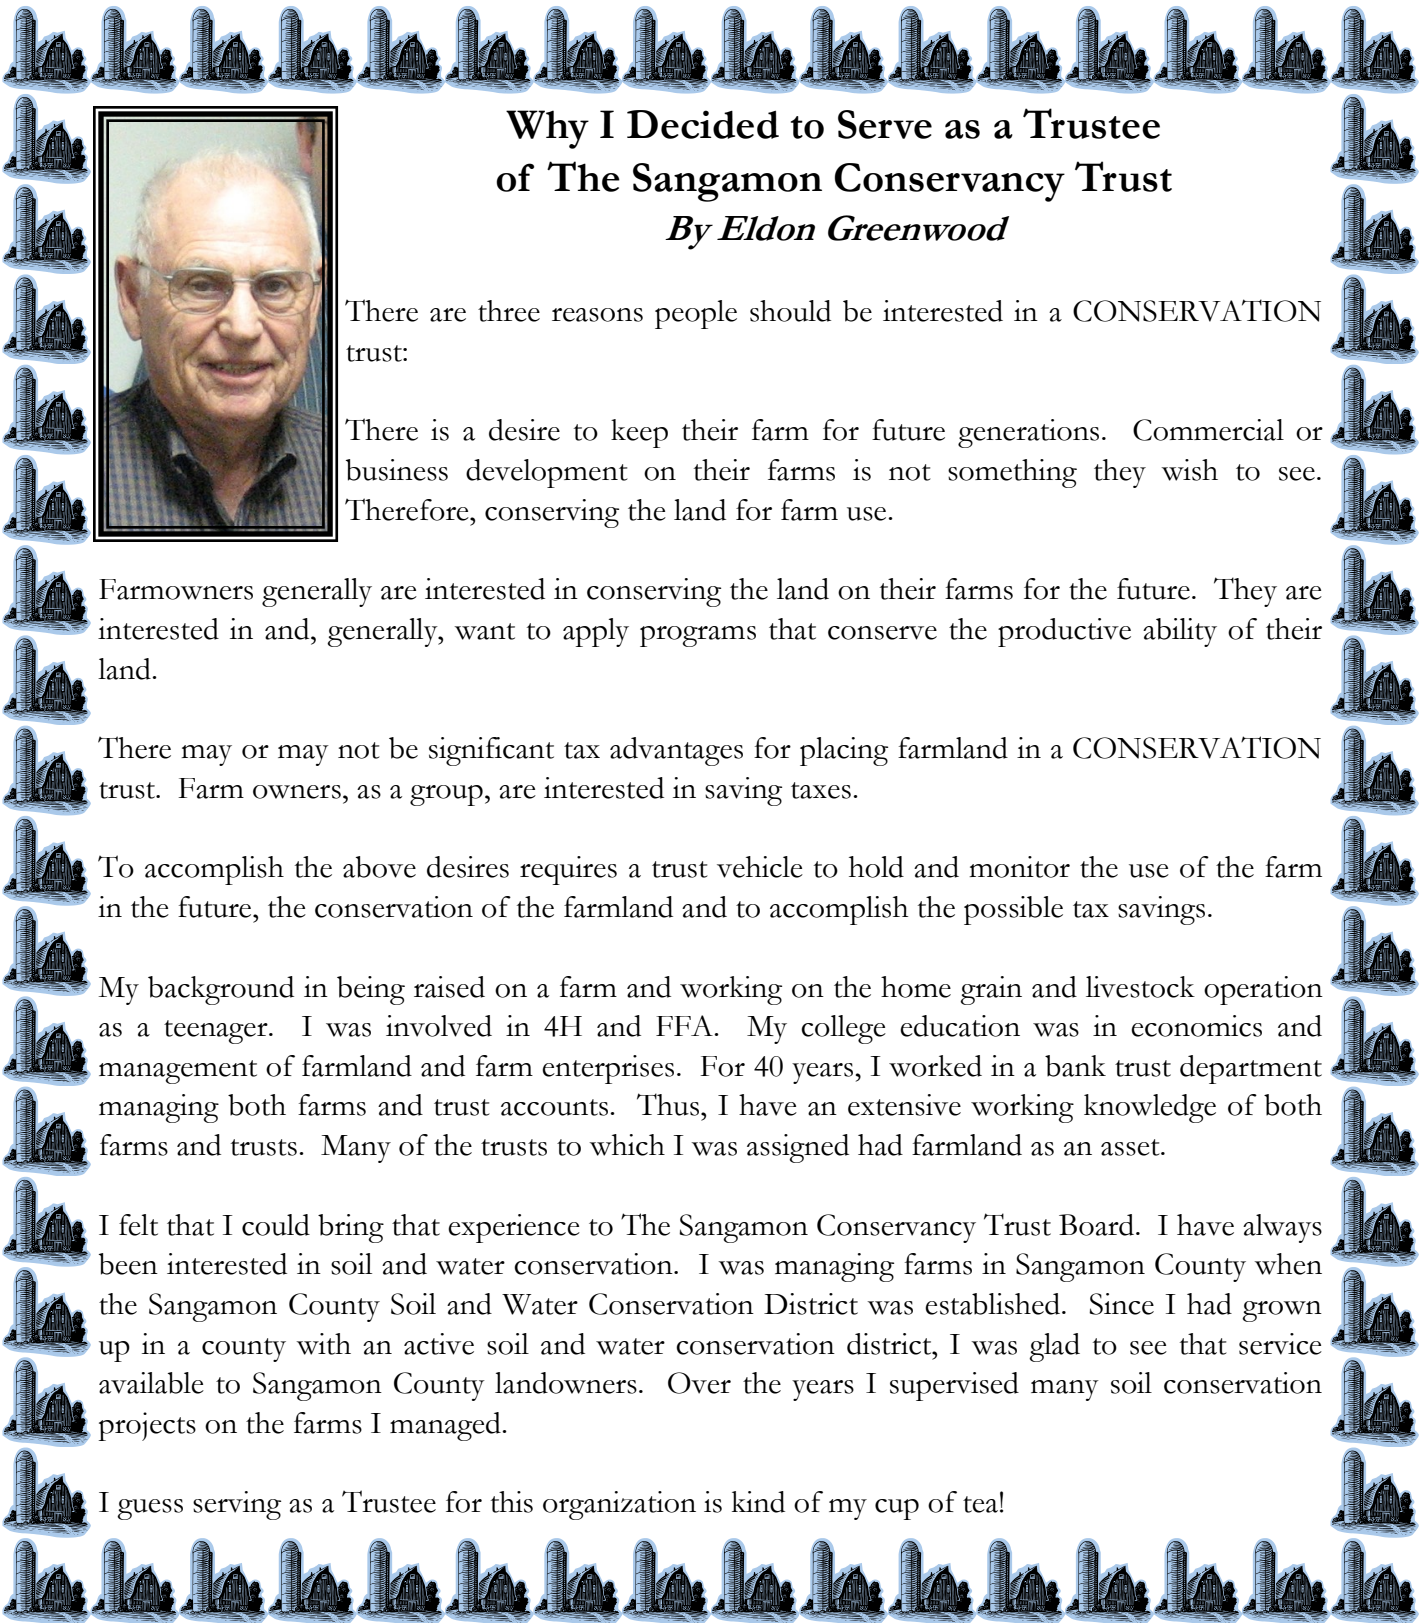 Why I Decided to Serve as a Trustee
of The Sangamon Conservancy Trust
By Eldon Greenwood
There are three reasons people should be interested in a CONSERVATION
trust:
There is a desire to keep their farm for future generations. Commercial or
business development on their farms is not something they wish to see.
Therefore, conserving the land for farm use.
Farmowners generally are interested in conserving the land on their farms for the future. They are
interested in and, generally, want to apply programs that conserve the productive ability of their
land.
There may or may not be significant tax advantages for placing farmland in a CONSERVATION
trust. Farm owners, as a group, are interested in saving taxes.
To accomplish the above desires requires a trust vehicle to hold and monitor the use of the farm
in the future, the conservation of the farmland and to accomplish the possible tax savings.
My background in being raised on a farm and working on the home grain and livestock operation
as a teenager. I was involved in 4H and FFA. My college education was in economics and
management of farmland and farm enterprises. For 40 years, I worked in a bank trust department
managing both farms and trust accounts. Thus, I have an extensive working knowledge of both
farms and trusts. Many of the trusts to which I was assigned had farmland as an asset.
I felt that I could bring that experience to The Sangamon Conservancy Trust Board. I have always
been interested in soil and water conservation. I was managing farms in Sangamon County when
the Sangamon County Soil and Water Conservation District was established. Since I had grown
up in a county with an active soil and water conservation district, I was glad to see that service
available to Sangamon County landowners. Over the years I supervised many soil conservation
projects on the farms I managed.
I guess serving as a Trustee for this organization is kind of my cup of tea!